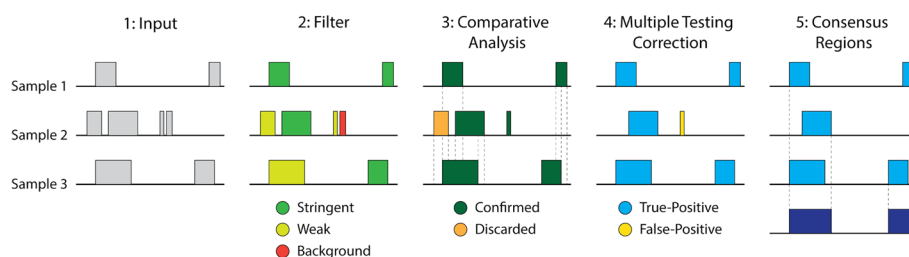 1: Input
2: Filter
3: Comparative
Analysis
4: Multiple Testing
Correction
5: Consensus
Regions
Sample 1
Sample 2
Sample 3
Stringent
Weak
Background
Confirmed
Discarded
True-Positive
False-Positive